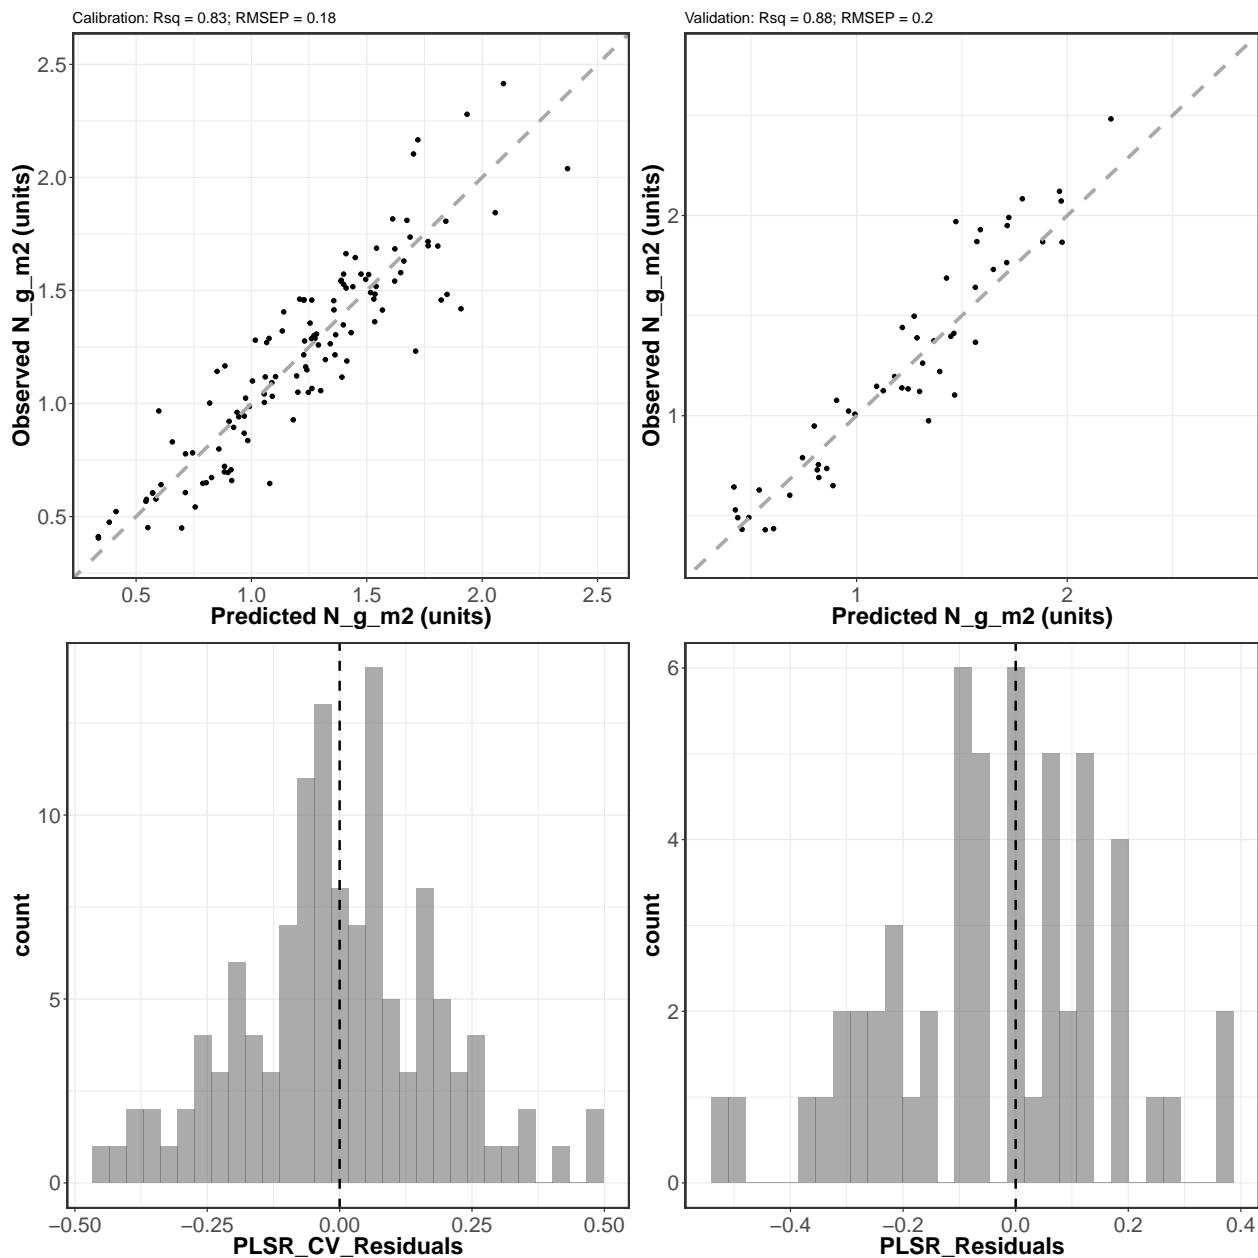 Calibration: Rsq = 0.83; RMSEP = 0.18
Observed N_g_m2 (units)
2.5
2.0
1.5
1.0
0.5
0.5 1.0 1.5 2.0 2.5
Predicted N_g_m2 (units)
Validation: Rsq = 0.88; RMSEP = 0.2
Observed N_g_m2 (units)
2
1
1 2
Predicted N_g_m2 (units)
count
10
5
0
−0.50 −0.25 0.00 0.25 0.50
PLSR_CV_Residuals
count
6
4
2
0
−0.4 −0.2 0.0 0.2 0.4
PLSR_Residuals